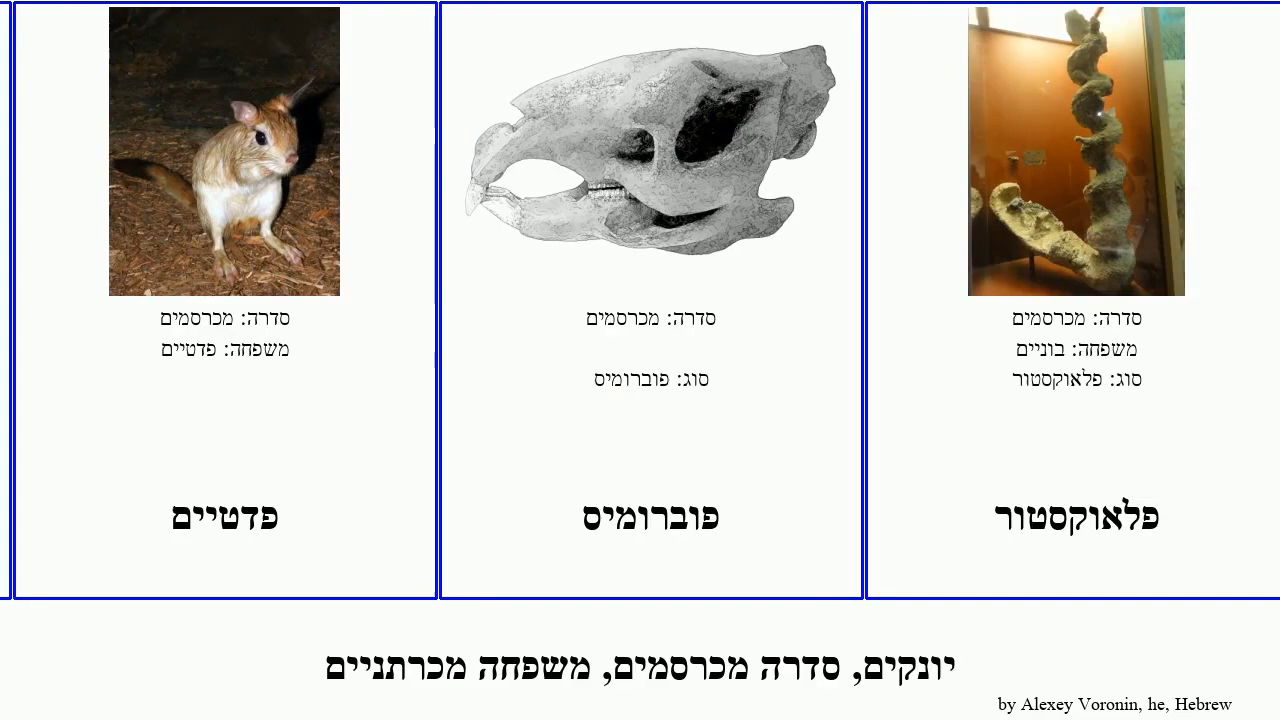 סדרה: מכרסמים
משפחה: פדטיים
פדטיים
סדרה: מכרסמים
סוג: פוברומיס
פוברומיס
סדרה: מכרסמים
משפחה: בוניים
סוג: פלאוקסטור
פלאוקסטור
יונקים, סדרה מכרסמים, משפחה מכרתניים
by Alexey Voronin, he, Hebrew